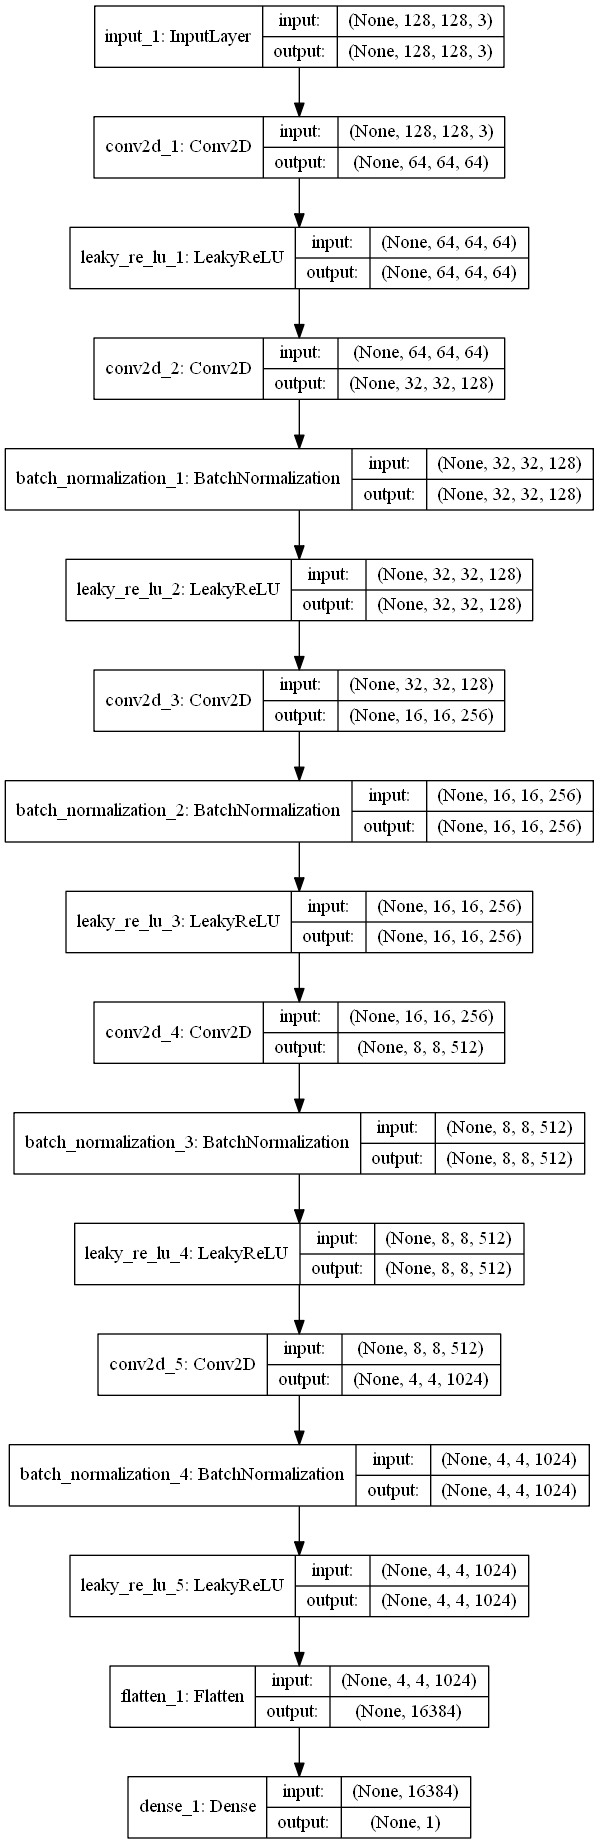 input_1: InputLayer
input: (None, 128, 128, 3)
output: (None, 128, 128, 3)
conv2d_1: Conv2D
input: (None, 128, 128, 3)
output: (None, 64, 64, 64)
leaky_re_lu_1: LeakyReLU
input: (None, 64, 64, 64)
output: (None, 64, 64, 64)
conv2d_2: Conv2D
input: (None, 64, 64, 64)
output: (None, 32, 32, 128)
batch_normalization_1: BatchNormalization
input: (None, 32, 32, 128)
output: (None, 32, 32, 128)
leaky_re_lu_2: LeakyReLU
input: (None, 32, 32, 128)
output: (None, 32, 32, 128)
conv2d_3: Conv2D
input: (None, 32, 32, 128)
output: (None, 16, 16, 256)
batch_normalization_2: BatchNormalization
input: (None, 16, 16, 256)
output: (None, 16, 16, 256)
leaky_re_lu_3: LeakyReLU
input: (None, 16, 16, 256)
output: (None, 16, 16, 256)
conv2d_4: Conv2D
input: (None, 16, 16, 256)
output: (None, 8, 8, 512)
batch_normalization_3: BatchNormalization
input: (None, 8, 8, 512)
output: (None, 8, 8, 512)
leaky_re_lu_4: LeakyReLU
input: (None, 8, 8, 512)
output: (None, 8, 8, 512)
conv2d_5: Conv2D
input: (None, 8, 8, 512)
output: (None, 4, 4, 1024)
batch_normalization_4: BatchNormalization
input: (None, 4, 4, 1024)
output: (None, 4, 4, 1024)
leaky_re_lu_5: LeakyReLU
input: (None, 4, 4, 1024)
output: (None, 4, 4, 1024)
flatten_1: Flatten
input: (None, 4, 4, 1024)
output: (None, 16384)
dense_1: Dense
input: (None, 16384)
output: (None, 1)